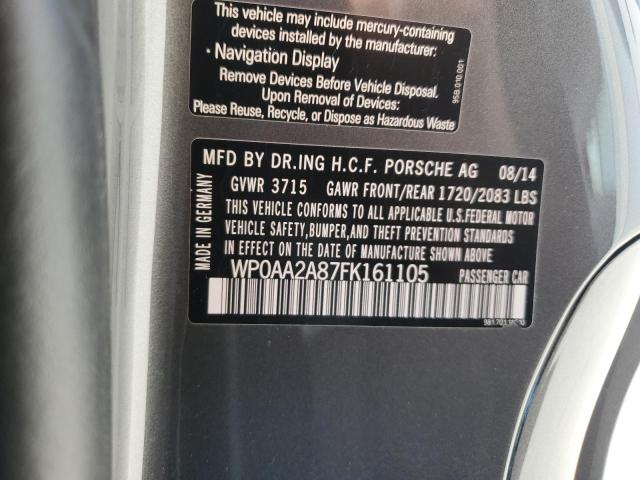 This vehicle may include mercury-containing
devices installed by the manufacturer:
• Navigation Display
Remove Devices Before Vehicle Disposal,
Upon Removal of Devices:
Please Reuse, Recycle, or Dispose as Hazardous Waste
95B.010.001
MFD BY DR.ING H.C.F. PORSCHE AG 08/14
GVWR 3715 GAWR FRONT/REAR 1720/2083 LBS
THIS VEHICLE CONFORMS TO ALL APPLICABLE U.S.FEDERAL MOTOR
VEHICLE SAFETY,BUMPER,AND THEFT PREVENTION STANDARDS
IN EFFECT ON THE DATE OF MANUFACTURE SHOWN ABOVE
WP0AA2A87FK161105 PASSENGER CAR
MADE IN GERMANY